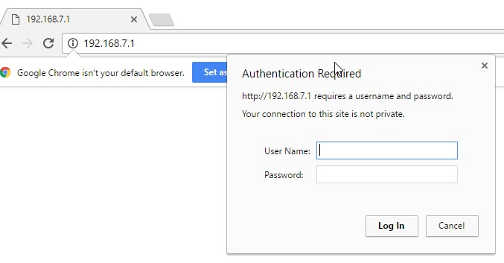 192.168.7.1
192.168.7.1
Google Chrome isn't your default browser.
Set as
Authentication Required
http://192.168.7.1 requires a username and password.
Your connection to this site is not private.
User Name:
Password:
Log In
Cancel